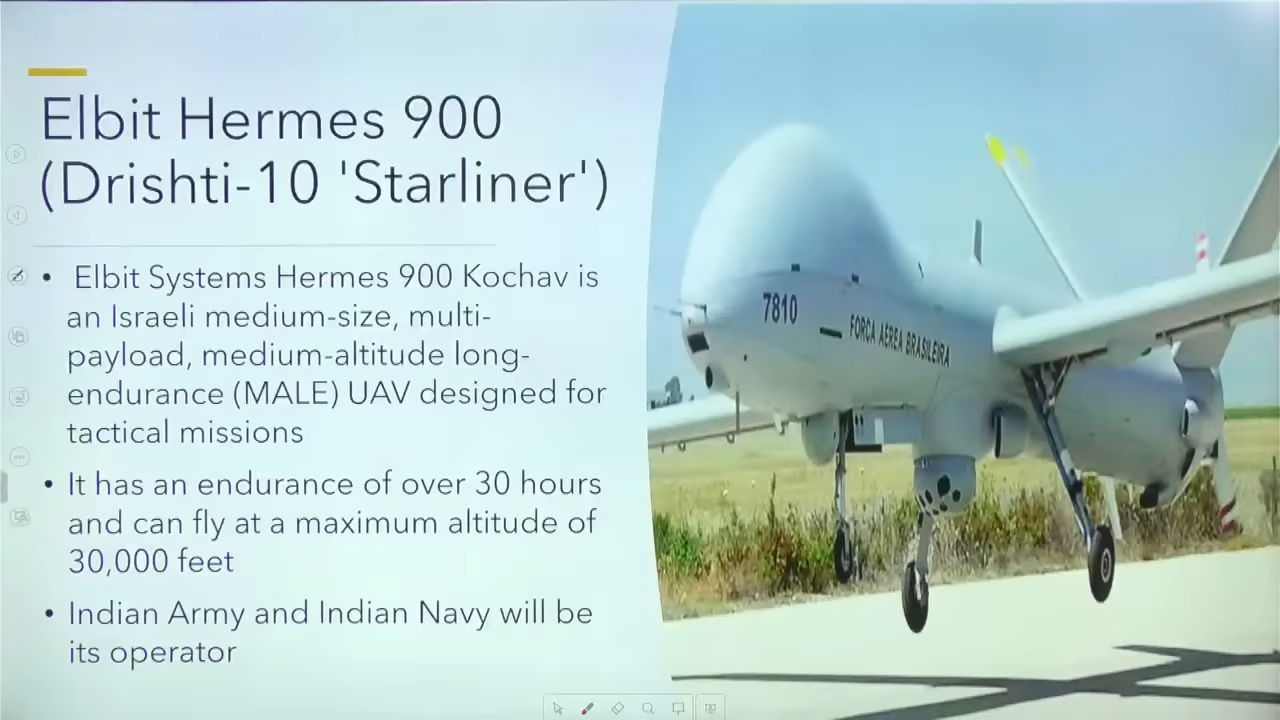 Elbit Hermes 900
(Drishti-10 'Starliner')
• Elbit Systems Hermes 900 Kochav is
an Israeli medium-size, multi-
payload, medium-altitude long-
endurance (MALE) UAV designed for
tactical missions
• It has an endurance of over 30 hours
and can fly at a maximum altitude of
30,000 feet
• Indian Army and Indian Navy will be
its operator
7810
FORÇA AÉREA BRASILEIRA